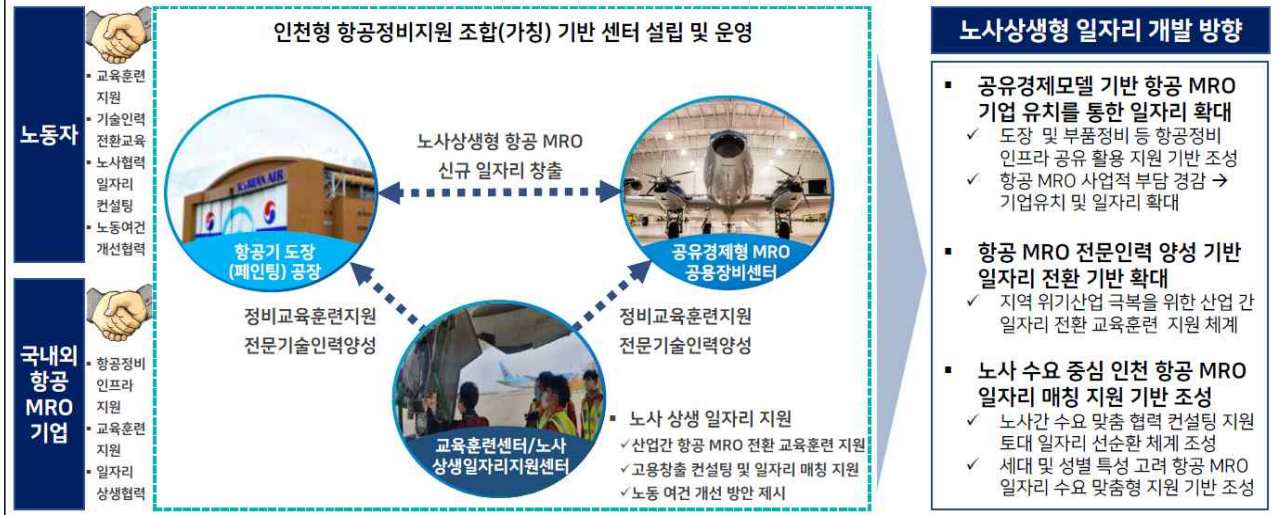 노동자
▪ 교육훈련
지원
▪ 기술인력
전환교육
▪ 노사협력
일자리
컨설팅
▪ 노동여건
개선협력
국내외
항공
MRO
기업
▪ 항공정비
인프라
지원
▪ 교육훈련
지원
▪ 일자리
상생협력
인천형 항공정비지원 조합(가칭) 기반 센터 설립 및 운영
노사상생형 항공 MRO
신규 일자리 창출
KOREAN AIR
항공기 도장
(페인팅) 공장
공유경제형 MRO
공용장비센터
정비교육훈련지원
전문기술인력양성
정비교육훈련지원
전문기술인력양성
교육훈련센터/노사
상생일자리지원센터
▪ 노사 상생 일자리 지원
✓산업간 항공 MRO 전환 교육훈련 지원
✓고용창출 컨설팅 및 일자리 매칭 지원
✓노동 여건 개선 방안 제시
노사상생형 일자리 개발 방향
▪ 공유경제모델 기반 항공 MRO
기업 유치를 통한 일자리 확대
✓ 도장 및 부품정비 등 항공정비
인프라 공유 활용 지원 기반 조성
✓ 항공 MRO 사업적 부담 경감 →
기업유치 및 일자리 확대
▪ 항공 MRO 전문인력 양성 기반
일자리 전환 기반 확대
✓ 지역 위기산업 극복을 위한 산업 간
일자리 전환 교육훈련 지원 체계
▪ 노사 수요 중심 인천 항공 MRO
일자리 매칭 지원 기반 조성
✓ 노사간 수요 맞춤 협력 컨설팅 지원
토대 일자리 선순환 체계 조성
✓ 세대 및 성별 특성 고려 항공 MRO
일자리 수요 맞춤형 지원 기반 조성